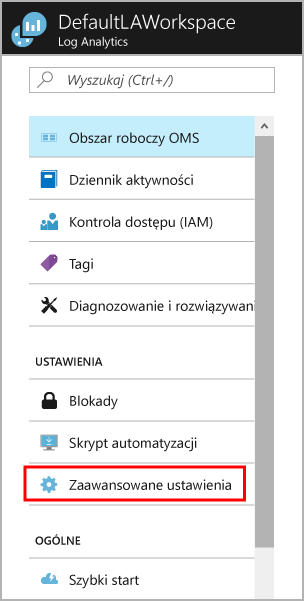 DefaultLAWorkspace
Log Analytics
Wyszukaj (Ctrl+/)
Obszar roboczy OMS
Dziennik aktywności
Kontrola dostępu (IAM)
Tagi
Diagnozowanie i rozwiązywani
USTAWIENIA
Blokady
Skrypt automatyzacji
Zaawansowane ustawienia
OGÓLNE
Szybki start